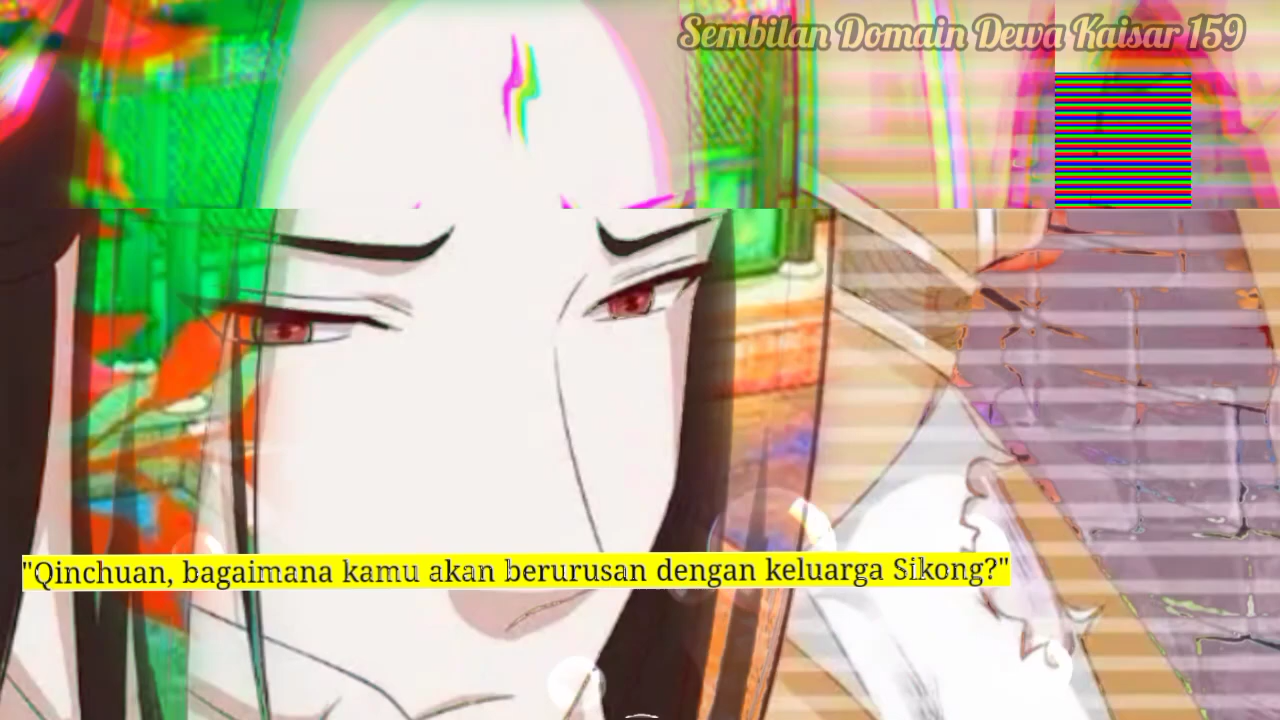 Sembilan Domain Dewa Kaisar 159
"Qinchuan, bagaimana kamu akan berurusan dengan keluarga Sikong?"